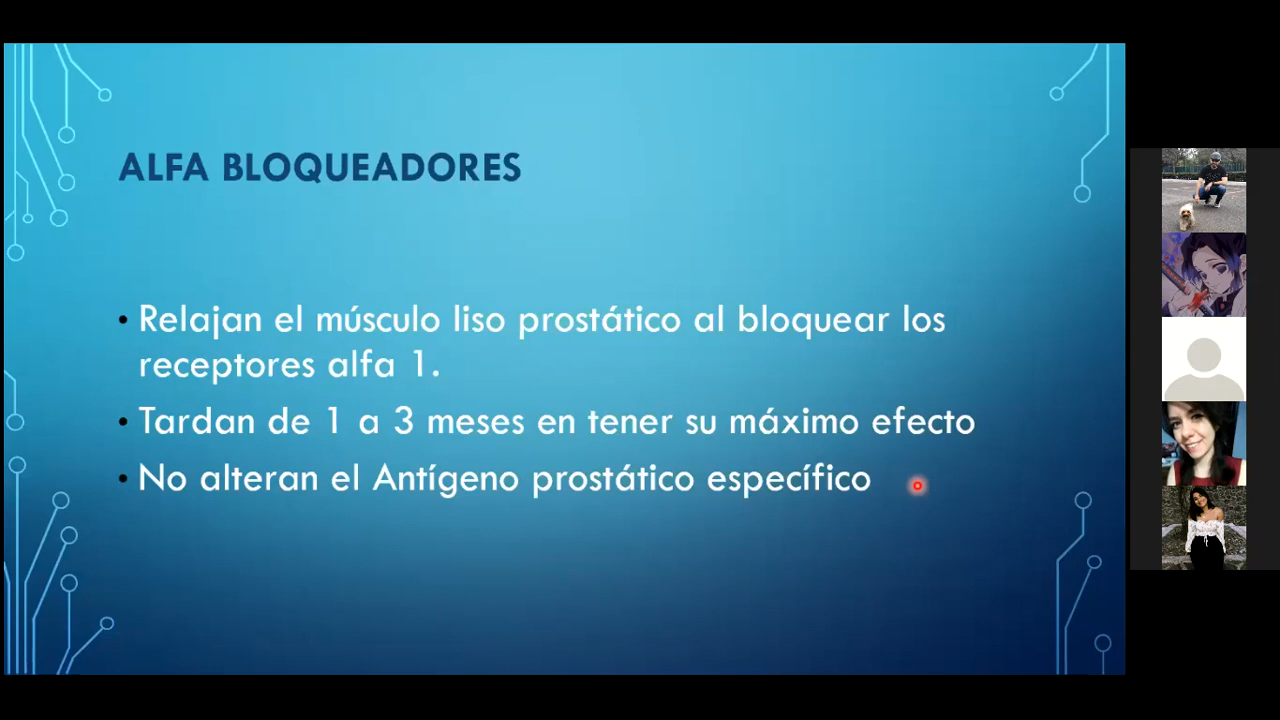 ALFA BLOQUEADORES
• Relajan el músculo liso prostático al bloquear los
receptores alfa 1.
• Tardan de 1 a 3 meses en tener su máximo efecto
• No alteran el Antígeno prostático específico